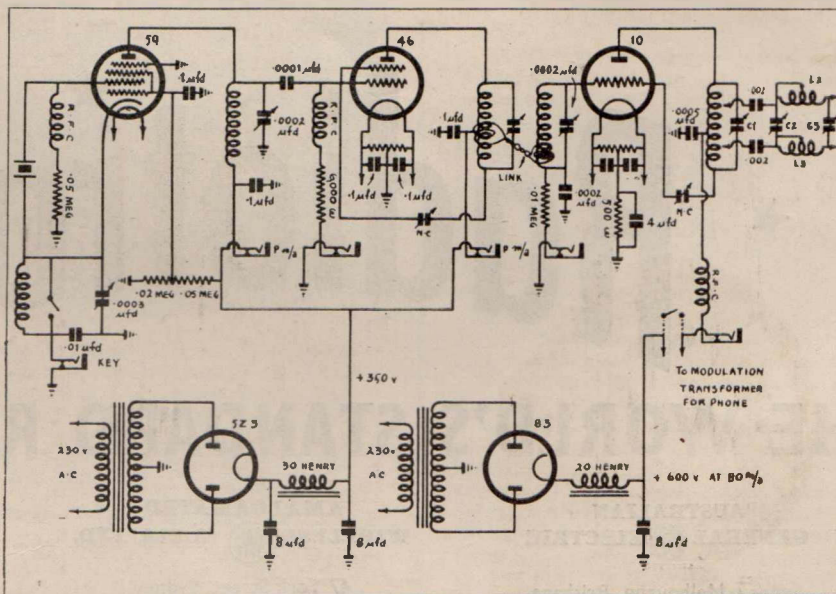 59
46
10
.1 µfd
.0001 µfd
.0002 µfd
L3
.002
R.F.C
.0002 µfd
R.F.C
.1 µfd
.0005 µfd
C1
C2
C3
.05 MEG
.1 µfd
5,000 ω
.1 µfd
.1 µfd
LINK
.01 MEG
.0002 µfd
500 ω
4 µfd
N.C
.002
L3
N.C
P m/a
P m/a
R.F.C
.02 MEG
.05 MEG
.0003 µfd
.01 µfd
KEY
+350 v
TO MODULATION
TRANSFORMER
FOR PHONE
5Z3
83
230 v
A.C
30 HENRY
230 v
A.C
20 HENRY
+ 600 v AT 80 m/a
8 µfd
8 µfd
8 µfd